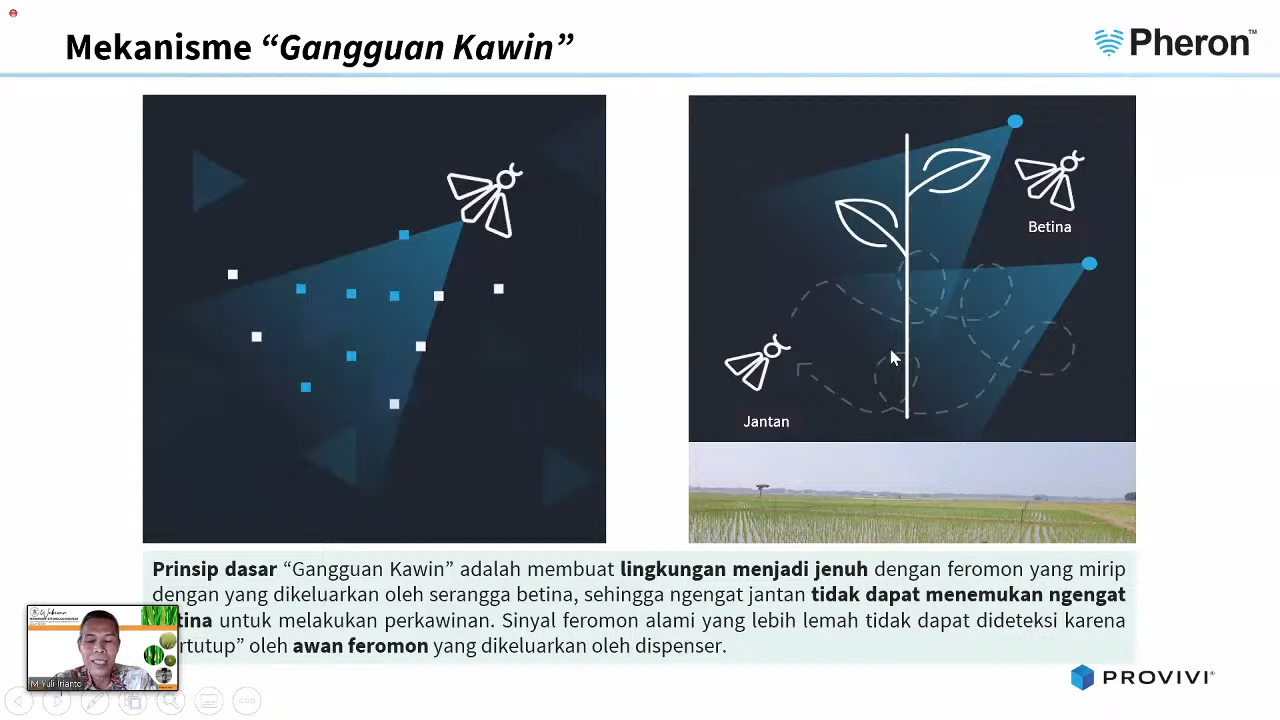 Mekanisme “Gangguan Kawin”
Pheron™
Betina
Jantan
Prinsip dasar “Gangguan Kawin” adalah membuat lingkungan menjadi jenuh dengan feromon yang mirip
dengan yang dikeluarkan oleh serangga betina, sehingga ngengat jantan tidak dapat menemukan ngengat
tina untuk melakukan perkawinan. Sinyal feromon alami yang lebih lemah tidak dapat dideteksi karena
rtutup” oleh awan feromon yang dikeluarkan oleh dispenser.
M Yuli Irianto
PROVIVI®